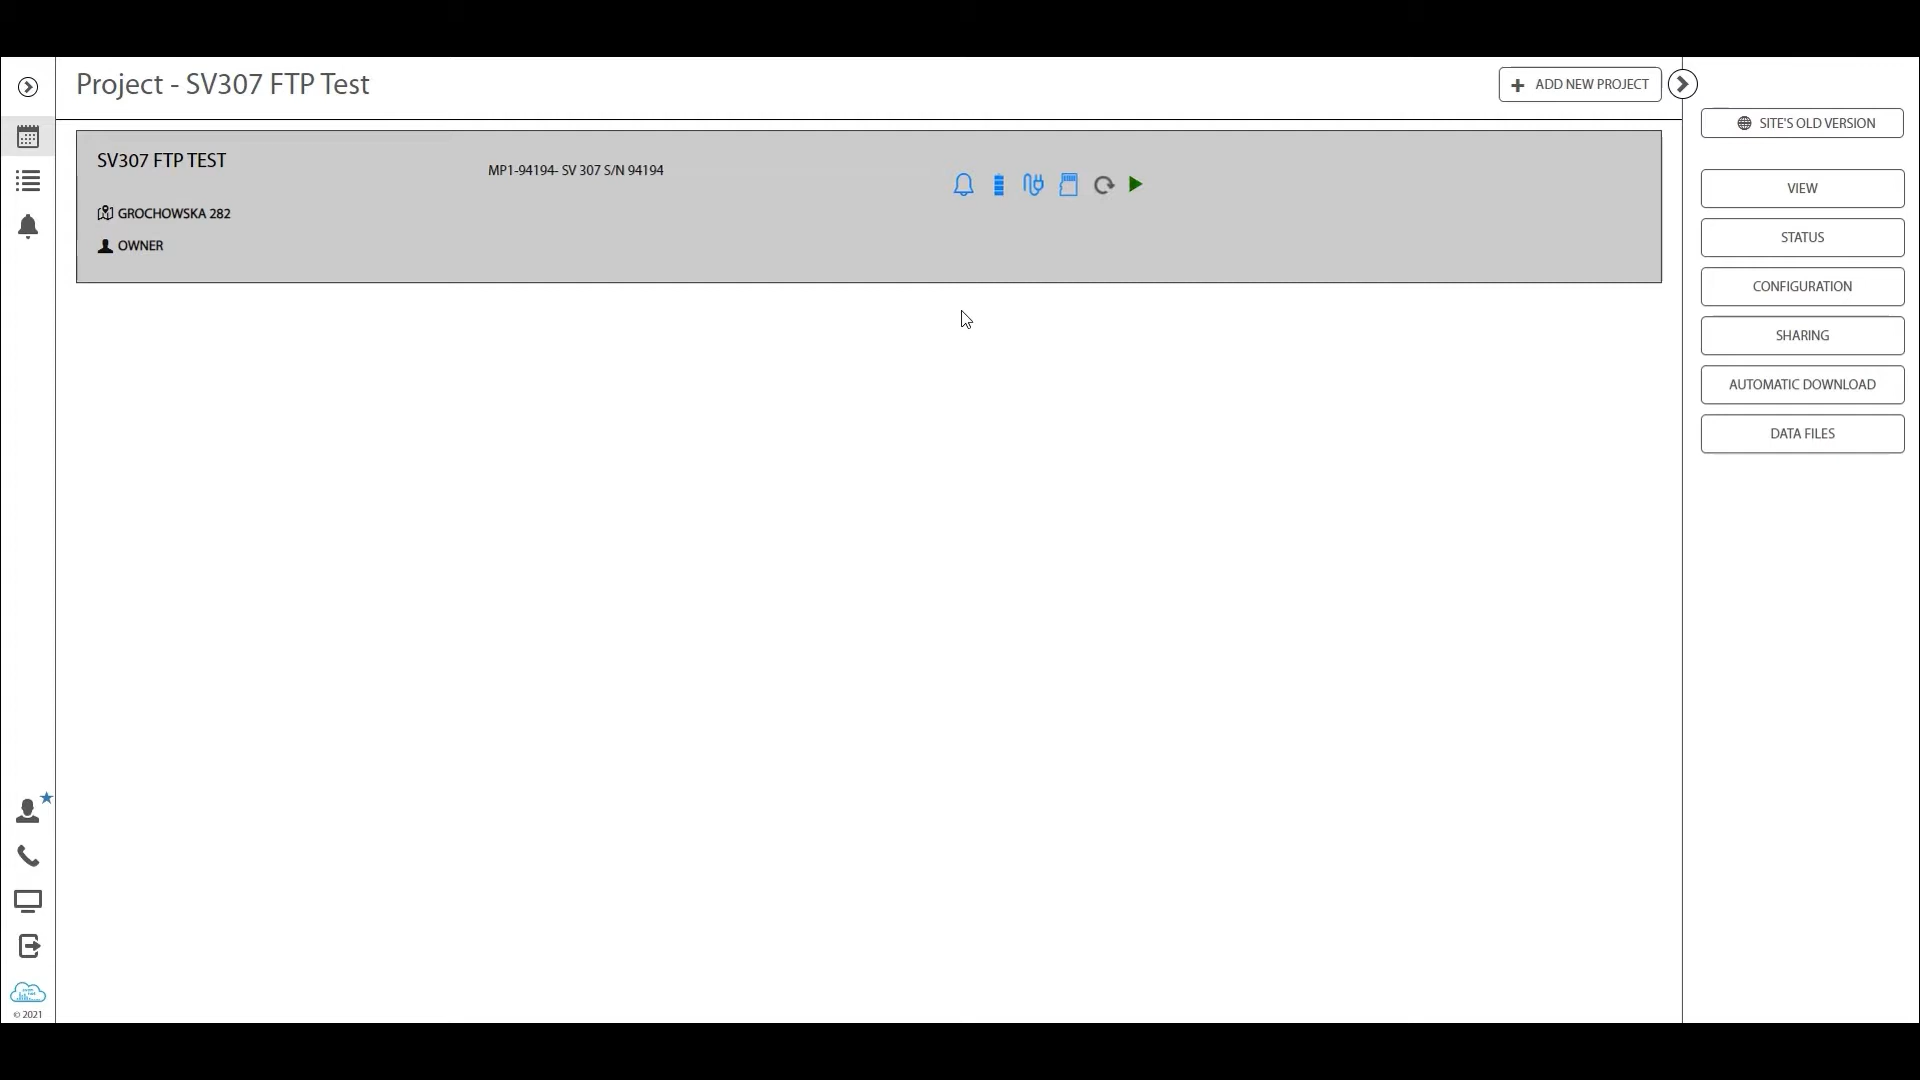 Project - SV307 FTP Test
ADD NEW PROJECT
SV307 FTP TEST
MP1-94194- SV 307 S/N 94194
GROCHOWSKA 282
OWNER
SITE'S OLD VERSION
VIEW
STATUS
CONFIGURATION
SHARING
AUTOMATIC DOWNLOAD
DATA FILES
© 2021